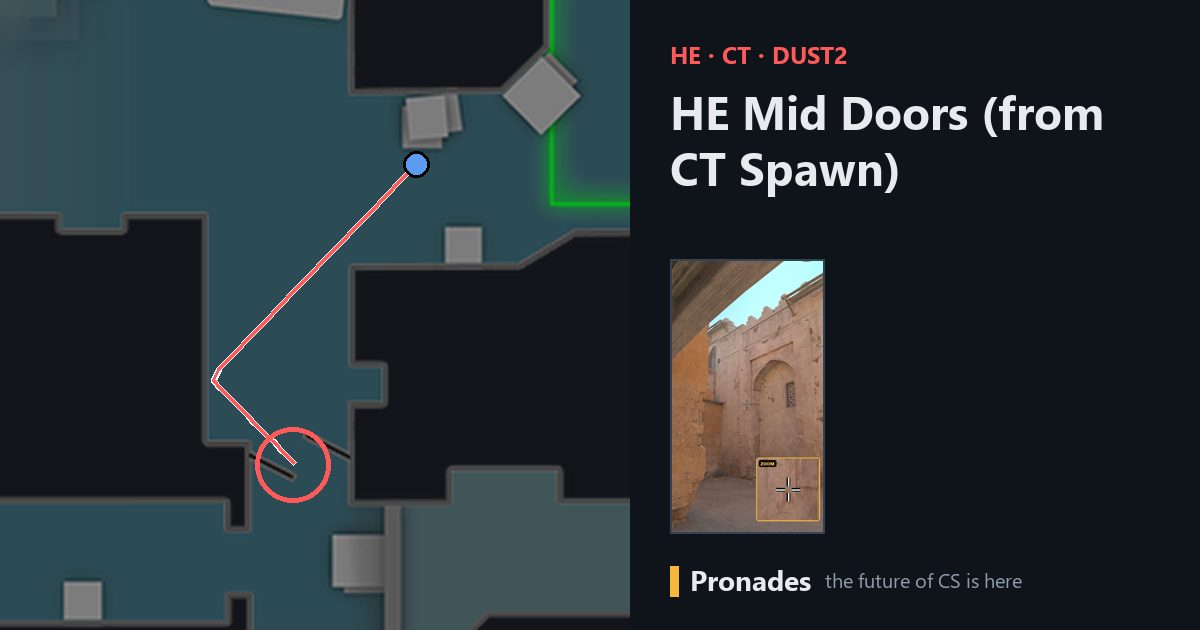 HE · CT · DUST2
HE Mid Doors (from
CT Spawn)
ZOOM
Pronades the future of CS is here